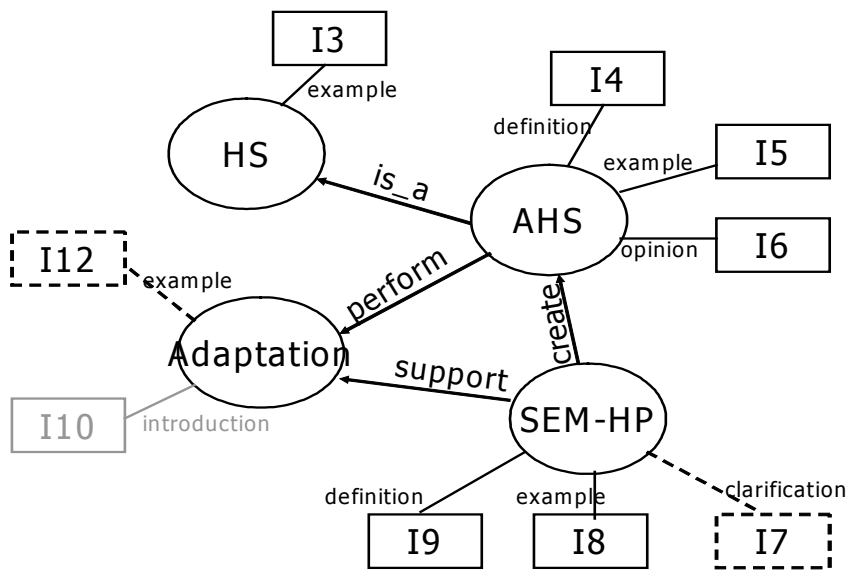 I3
example
I4
definition
HS
example
I5
is_a
AHS
I12
example
perform
opinion
I6
create
Adaptation
support
I10
introduction
SEM-HP
definition
example
clarification
I9
I8
I7